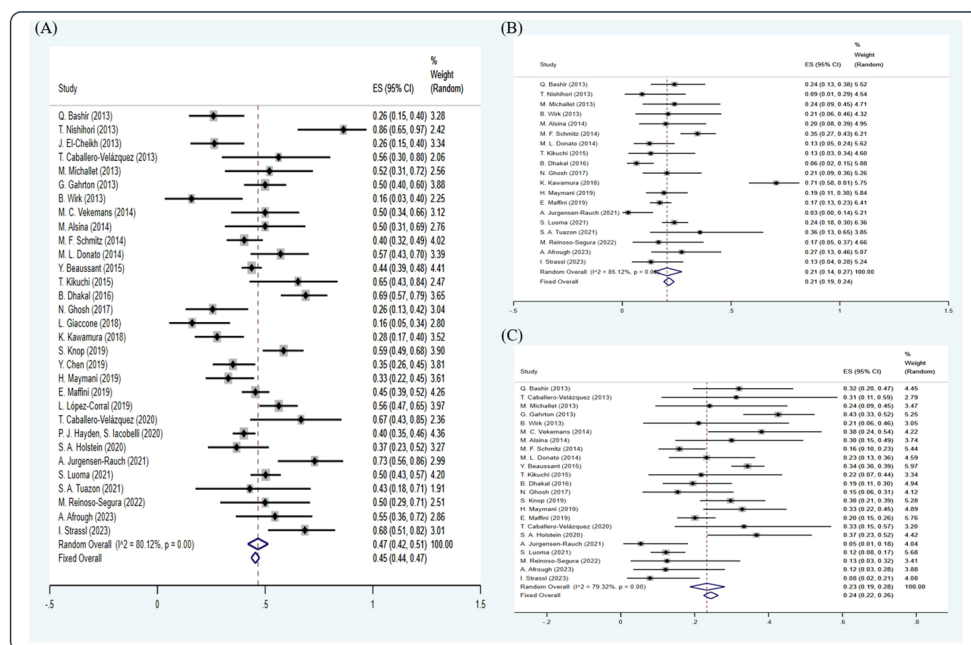 (A)
%
Weight
Study ES (95% CI) (Random)
Q. Bashir (2013) 0.26 (0.15, 0.40) 3.28
T. Nishihori (2013) 0.86 (0.65, 0.97) 2.42
J. El-Cheikh (2013) 0.26 (0.15, 0.40) 3.34
T. Caballero-Velázquez (2013) 0.56 (0.30, 0.80) 2.06
M. Michallet (2013) 0.52 (0.31, 0.72) 2.56
G. Gahrton (2013) 0.50 (0.40, 0.60) 3.88
B. Wirk (2013) 0.16 (0.03, 0.40) 2.25
M. C. Vekemans (2014) 0.50 (0.34, 0.66) 3.12
M. Alsina (2014) 0.50 (0.31, 0.69) 2.76
M. F. Schmitz (2014) 0.40 (0.32, 0.49) 4.02
M. L. Donato (2014) 0.57 (0.43, 0.70) 3.39
Y. Beaussant (2015) 0.44 (0.39, 0.48) 4.41
T. Kikuchi (2015) 0.65 (0.43, 0.84) 2.47
B. Dhakal (2016) 0.69 (0.57, 0.79) 3.65
N. Ghosh (2017) 0.26 (0.13, 0.42) 3.04
L. Giaccone (2018) 0.16 (0.05, 0.34) 2.80
K. Kawamura (2018) 0.28 (0.17, 0.40) 3.52
S. Knop (2019) 0.59 (0.49, 0.68) 3.90
Y. Chen (2019) 0.35 (0.26, 0.45) 3.81
H. Maymani (2019) 0.33 (0.22, 0.45) 3.61
E. Maffini (2019) 0.45 (0.39, 0.52) 4.16
L. López-Corral (2019) 0.56 (0.47, 0.65) 3.97
T. Caballero-Velázquez (2020) 0.67 (0.43, 0.85) 2.36
P. J. Hayden, S. Iacobelli (2020) 0.40 (0.35, 0.46) 4.36
S. A. Holstein (2020) 0.37 (0.23, 0.52) 3.21
A. Jurgensen-Rauch (2021) 0.73 (0.56, 0.86) 2.99
S. Luoma (2021) 0.50 (0.43, 0.57) 4.20
S. A. Tuazon (2021) 0.43 (0.18, 0.71) 1.91
M. Reinoso-Segura (2022) 0.50 (0.29, 0.71) 2.51
A. Afrough (2023) 0.55 (0.36, 0.72) 2.86
I. Strassl (2023) 0.68 (0.51, 0.82) 3.01
Random Overall (I^2 = 80.12%, p = 0.00) 0.47 (0.42, 0.51) 100.00
Fixed Overall 0.45 (0.44, 0.47)
-.5 0 .5 1 1.5
(B)
%
Weight
Study ES (95% CI) (Random)
Q. Bashir (2013) 0.24 (0.13, 0.38) 5.52
T. Nishihori (2013) 0.09 (0.01, 0.29) 4.54
M. Michallet (2013) 0.24 (0.09, 0.45) 4.71
B. Wirk (2013) 0.21 (0.06, 0.46) 4.32
M. Alsina (2014) 0.20 (0.08, 0.39) 4.95
M. F. Schmitz (2014) 0.35 (0.27, 0.43) 6.21
M. L. Donato (2014) 0.13 (0.05, 0.24) 5.62
T. Kikuchi (2015) 0.13 (0.03, 0.34) 4.60
B. Dhakal (2016) 0.06 (0.02, 0.15) 5.88
N. Ghosh (2017) 0.21 (0.09, 0.36) 5.26
K. Kawamura (2018) 0.71 (0.58, 0.81) 5.75
H. Maymani (2019) 0.19 (0.11, 0.30) 5.84
E. Maffini (2019) 0.17 (0.13, 0.23) 6.41
A. Jurgensen-Rauch (2021) 0.03 (0.00, 0.14) 5.21
S. Luoma (2021) 0.24 (0.18, 0.30) 6.36
S. A. Tuazon (2021) 0.36 (0.13, 0.65) 3.85
M. Reinoso-Segura (2022) 0.17 (0.05, 0.37) 4.66
A. Afrough (2023) 0.27 (0.13, 0.46) 5.07
I. Strassl (2023) 0.13 (0.04, 0.28) 5.24
Random Overall (I^2 = 85.12%, p = 0.00) 0.21 (0.14, 0.27) 100.00
Fixed Overall 0.21 (0.19, 0.24)
-.5 0 .5 1
(C)
%
Weight
Study ES (95% CI) (Random)
Q. Bashir (2013) 0.32 (0.20, 0.47) 4.45
T. Caballero-Velázquez (2013) 0.31 (0.11, 0.59) 2.79
M. Michallet (2013) 0.24 (0.09, 0.45) 3.47
G. Gahrton (2013) 0.43 (0.33, 0.52) 5.25
B. Wirk (2013) 0.21 (0.06, 0.46) 3.05
M. C. Vekemans (2014) 0.38 (0.24, 0.54) 4.22
M. Alsina (2014) 0.30 (0.15, 0.49) 3.74
M. F. Schmitz (2014) 0.16 (0.10, 0.23) 5.44
M. L. Donato (2014) 0.23 (0.13, 0.36) 4.59
Y. Beaussant (2015) 0.34 (0.30, 0.39) 5.97
T. Kikuchi (2015) 0.22 (0.07, 0.44) 3.34
B. Dhakal (2016) 0.19 (0.11, 0.30) 4.94
N. Ghosh (2017) 0.15 (0.06, 0.31) 4.12
S. Knop (2019) 0.30 (0.21, 0.39) 5.28
H. Maymani (2019) 0.33 (0.22, 0.45) 4.89
E. Maffini (2019) 0.20 (0.15, 0.26) 5.76
T. Caballero-Velázquez (2020) 0.33 (0.15, 0.57) 3.20
S. A. Holstein (2020) 0.37 (0.23, 0.52) 4.42
A. Jurgensen-Rauch (2021) 0.05 (0.01, 0.18) 4.04
S. Luoma (2021) 0.12 (0.08, 0.17) 5.68
M. Reinoso-Segura (2022) 0.13 (0.03, 0.32) 3.41
A. Afrough (2023) 0.12 (0.03, 0.28) 3.88
I. Strassl (2023) 0.08 (0.02, 0.21) 4.08
Random Overall (I^2 = 79.32%, p = 0.00) 0.23 (0.19, 0.28) 100.00
Fixed Overall 0.24 (0.22, 0.26)
-.2 0 .2 .4 .6 .8